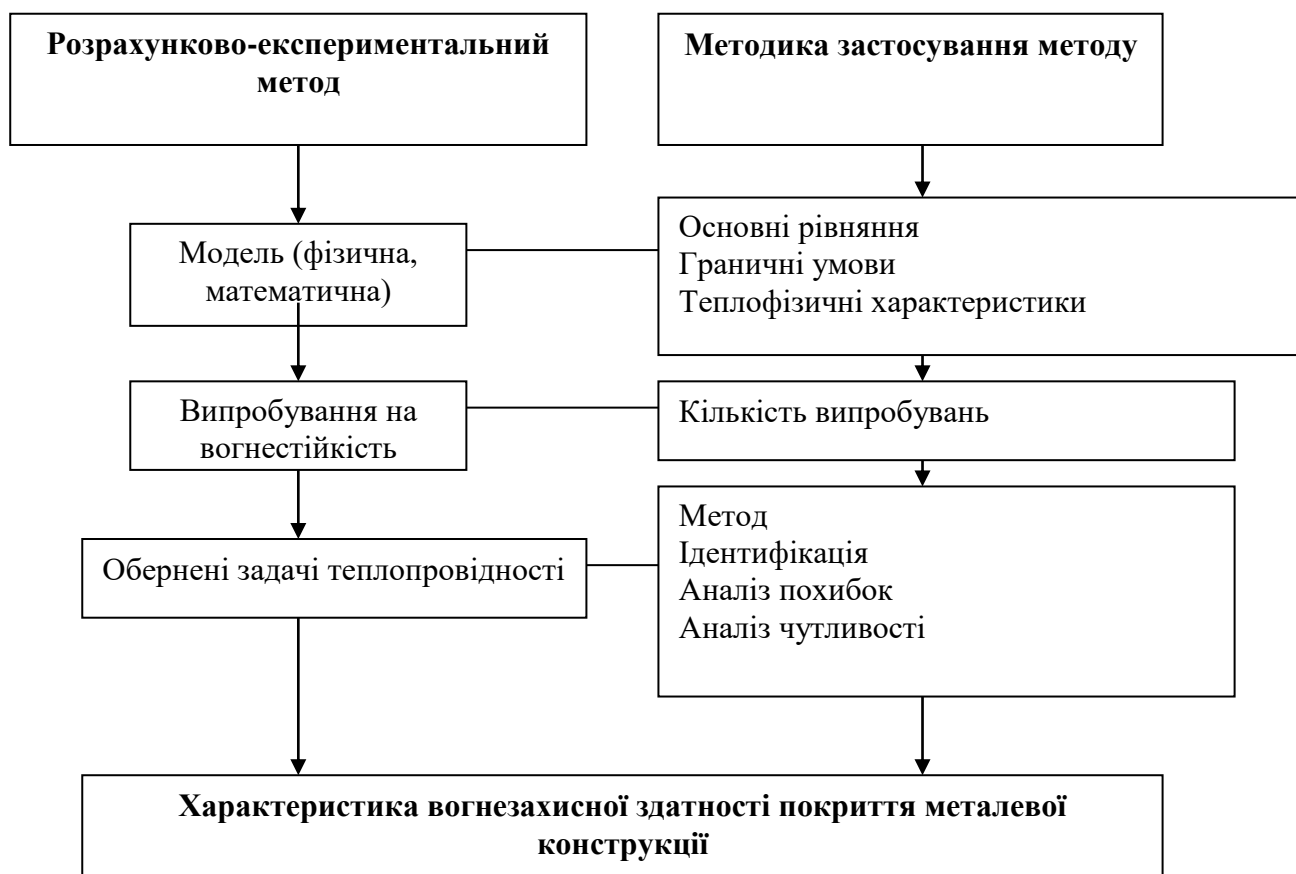 Розрахунково-експериментальний
метод
Методика застосування методу
Модель (фізична,
математична)
Основні рівняння
Граничні умови
Теплофізичні характеристики
Випробування на
вогнестійкість
Кількість випробувань
Обернені задачі теплопровідності
Метод
Ідентифікація
Аналіз похибок
Аналіз чутливості
Характеристика вогнезахисної здатності покриття металевої
конструкції